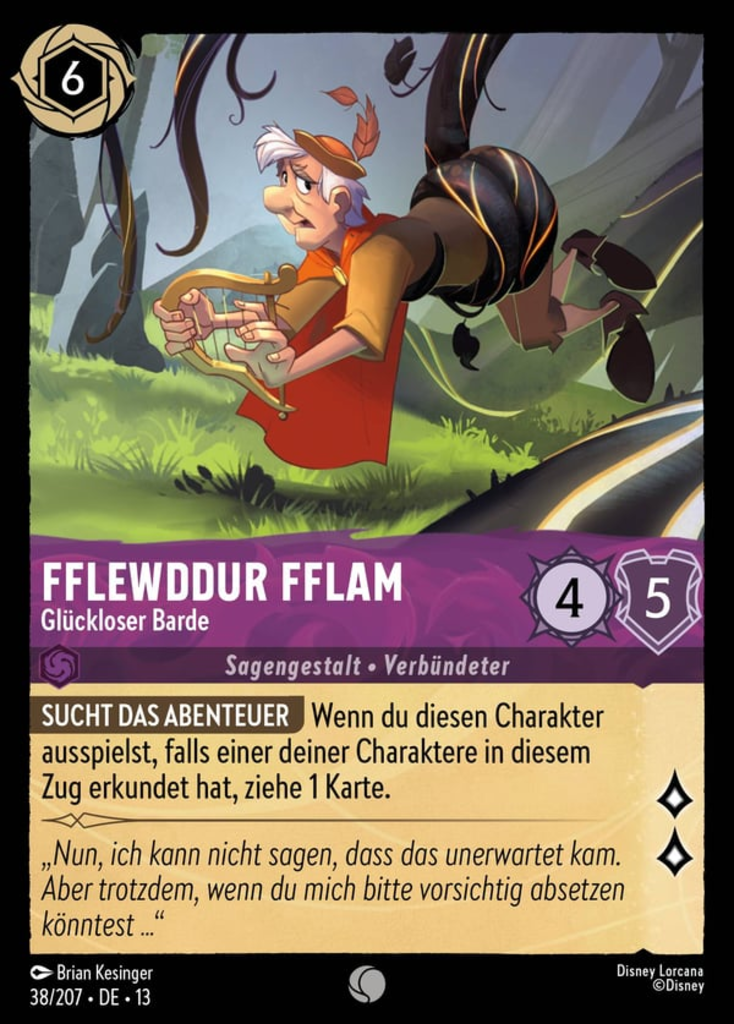 6
FFLEWDDUR FFLAM
Glückloser Barde
4
5
Sagengestalt • Verbündeter
SUCHT DAS ABENTEUER Wenn du diesen Charakter
ausspielst, falls einer deiner Charaktere in diesem
Zug erkundet hat, ziehe 1 Karte.
„Nun, ich kann nicht sagen, dass das unerwartet kam.
Aber trotzdem, wenn du mich bitte vorsichtig absetzen
könntest ...“
Brian Kesinger
38/207 • DE • 13
Disney Lorcana
©Disney